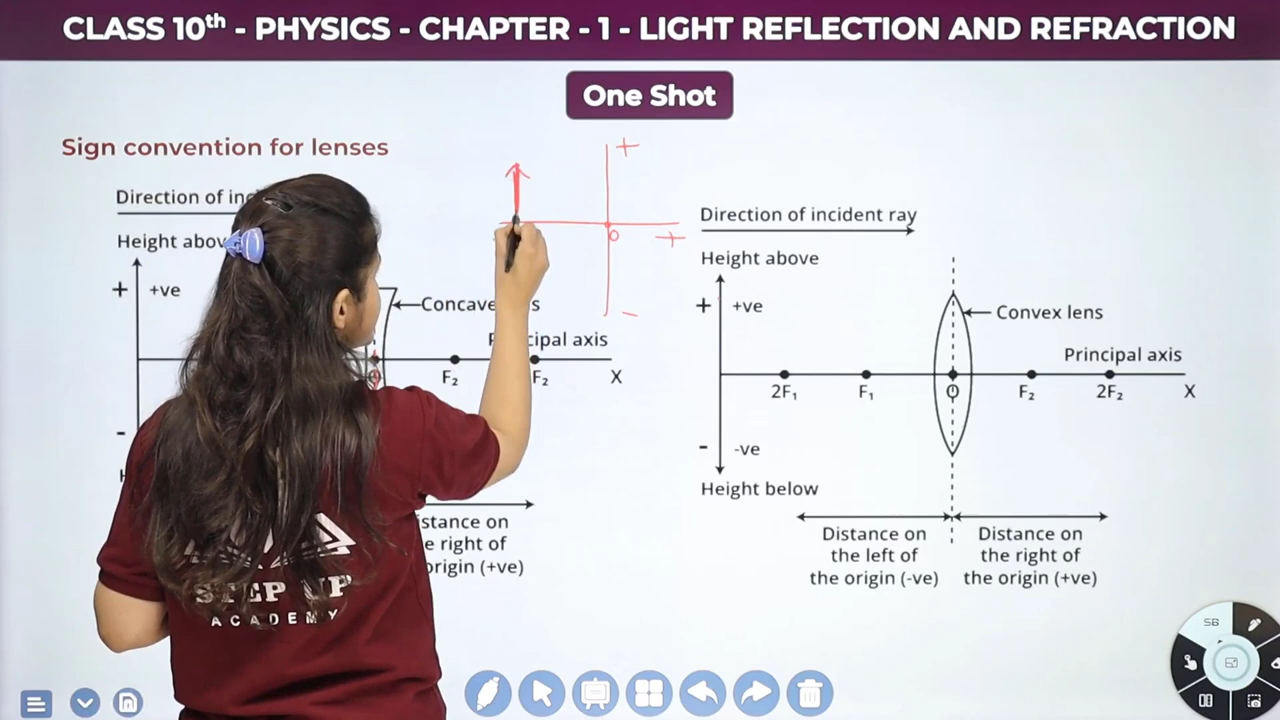 CLASS 10th - PHYSICS - CHAPTER - 1 - LIGHT REFLECTION AND REFRACTION
One Shot
Sign convention for lenses
Direction of
Height
+
+ve
-
Concave
Principal axis
F₂
F₂
X
distance on
the right of
origin (+ve)
+
O
+
-
Direction of incident ray
Height above
+
+ve
Convex lens
Principal axis
2F₁
F₁
O
F₂
2F₂
X
-
-ve
Height below
Distance on
the left of
the origin (-ve)
Distance on
the right of
the origin (+ve)
STEP UP
ACADEMY
SB